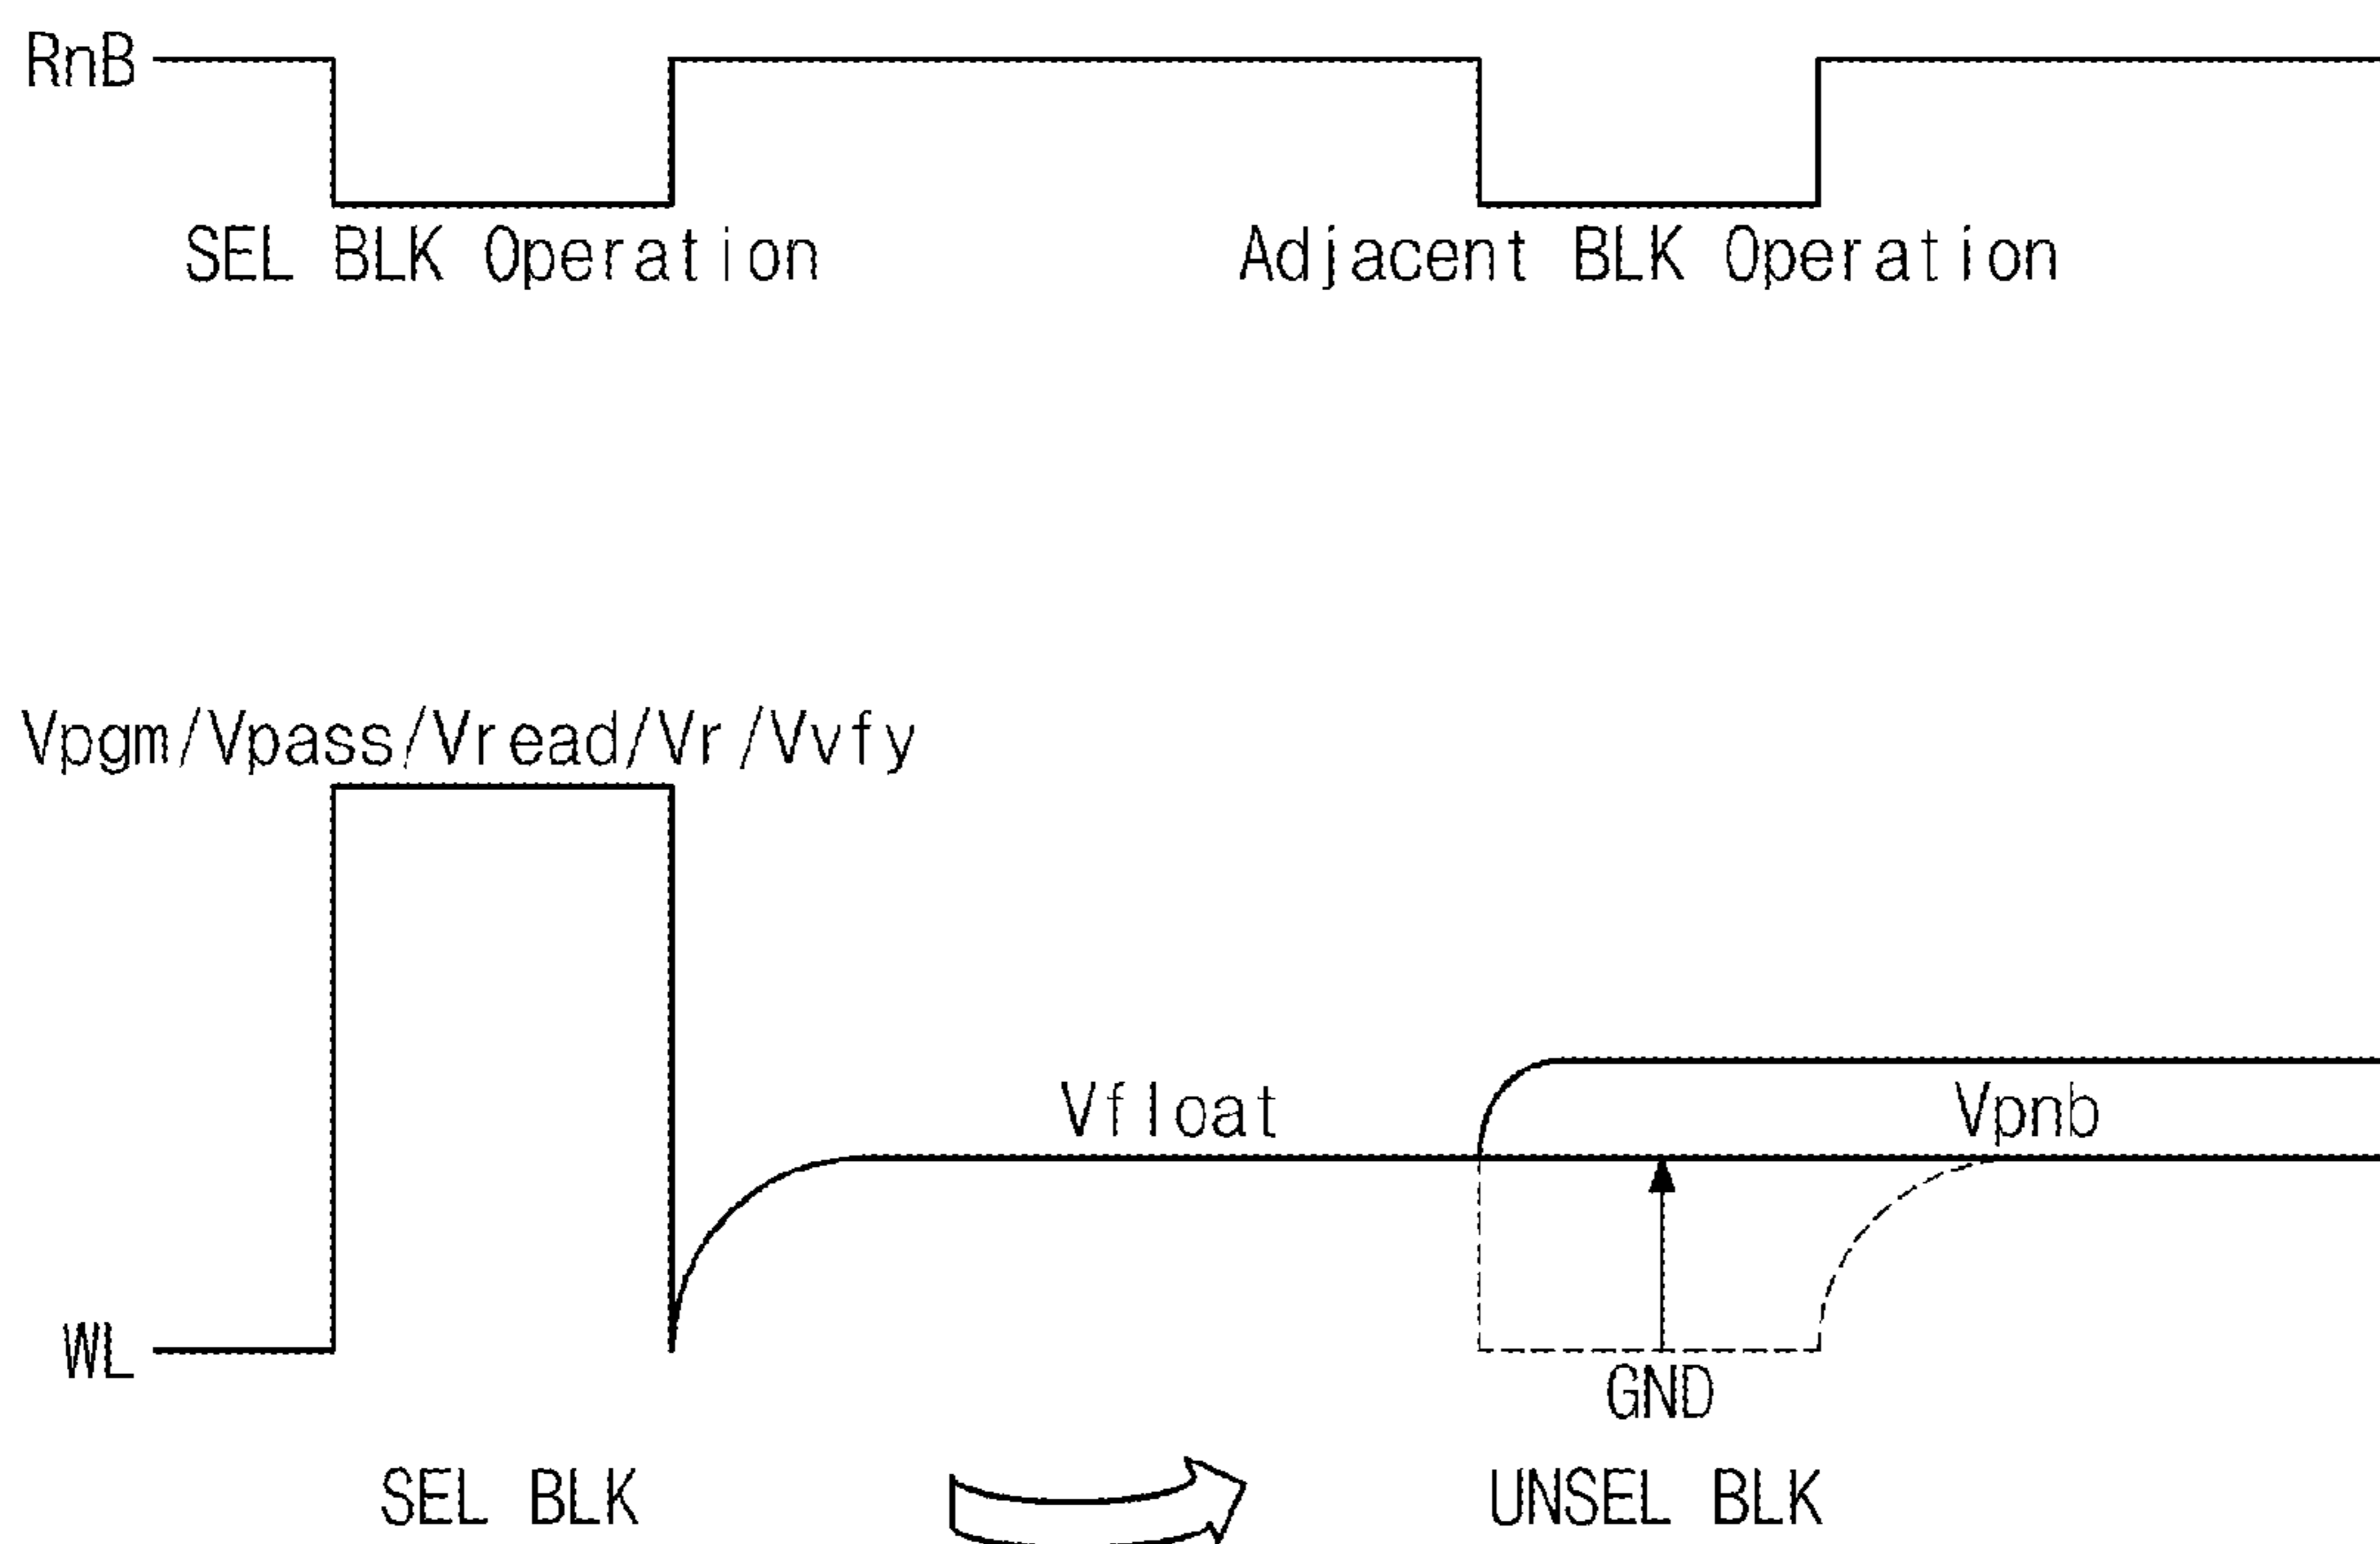 RnB
SEL BLK Operation
Adjacent BLK Operation
Vpgm/Vpass/Vread/Vr/Vvfy
Vfloat
Vpnb
WL
GND
SEL BLK
UNSEL BLK